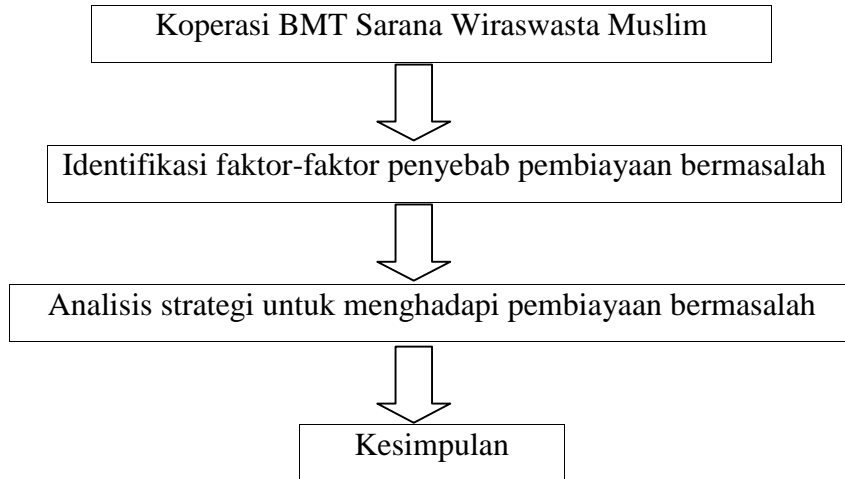 Koperasi BMT Sarana Wiraswasta Muslim
Identifikasi faktor-faktor penyebab pembiayaan bermasalah
Analisis strategi untuk menghadapi pembiayaan bermasalah
Kesimpulan